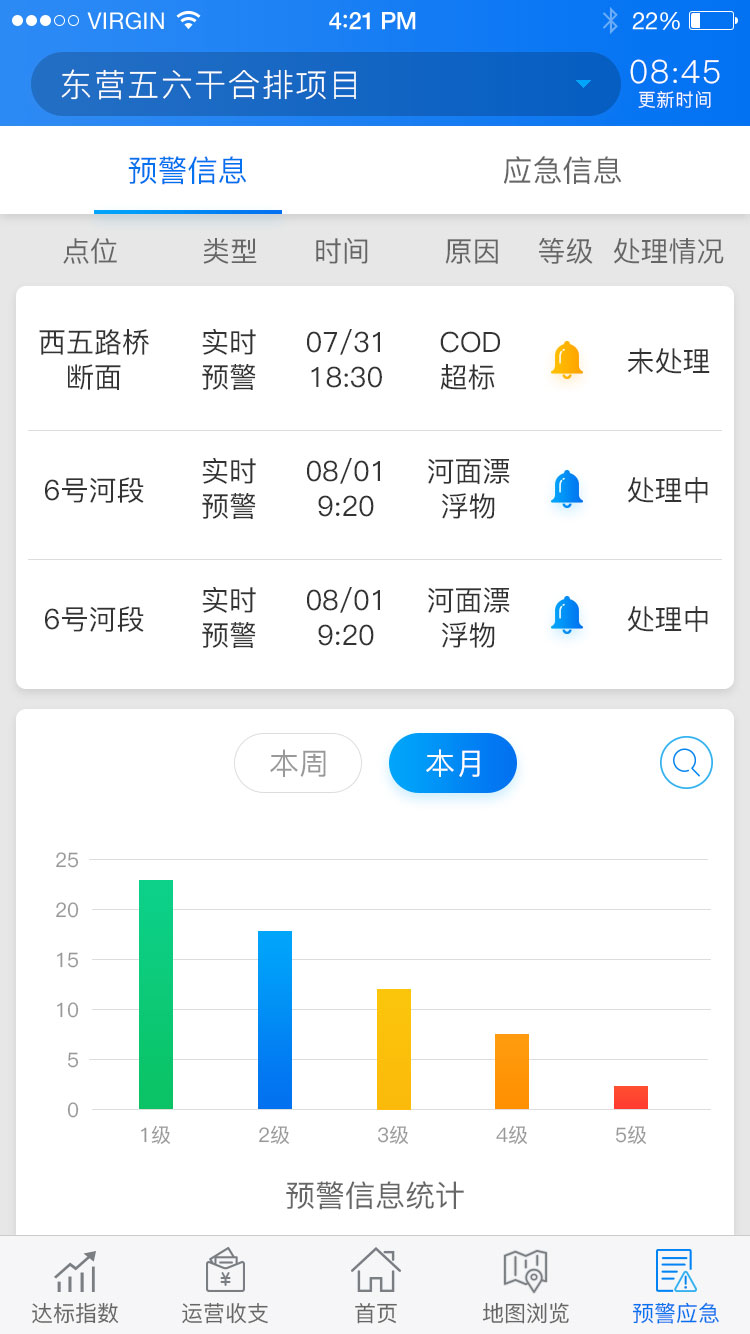 VIRGIN 4:21 PM 22%
东营五六干合排项目 08:45
更新时间
预警信息 应急信息
点位 类型 时间 原因 等级 处理情况
西五路桥 实时 07/31 COD
断面 预警 18:30 超标 未处理
6号河段 实时 08/01 河面漂 处理中
预警 9:20 浮物
6号河段 实时 08/01 河面漂 处理中
预警 9:20 浮物
本周 本月
25
20
15
10
5
0
1级 2级 3级 4级 5级
预警信息统计
¥
达标指数 运营收支 首页 地图浏览 预警应急